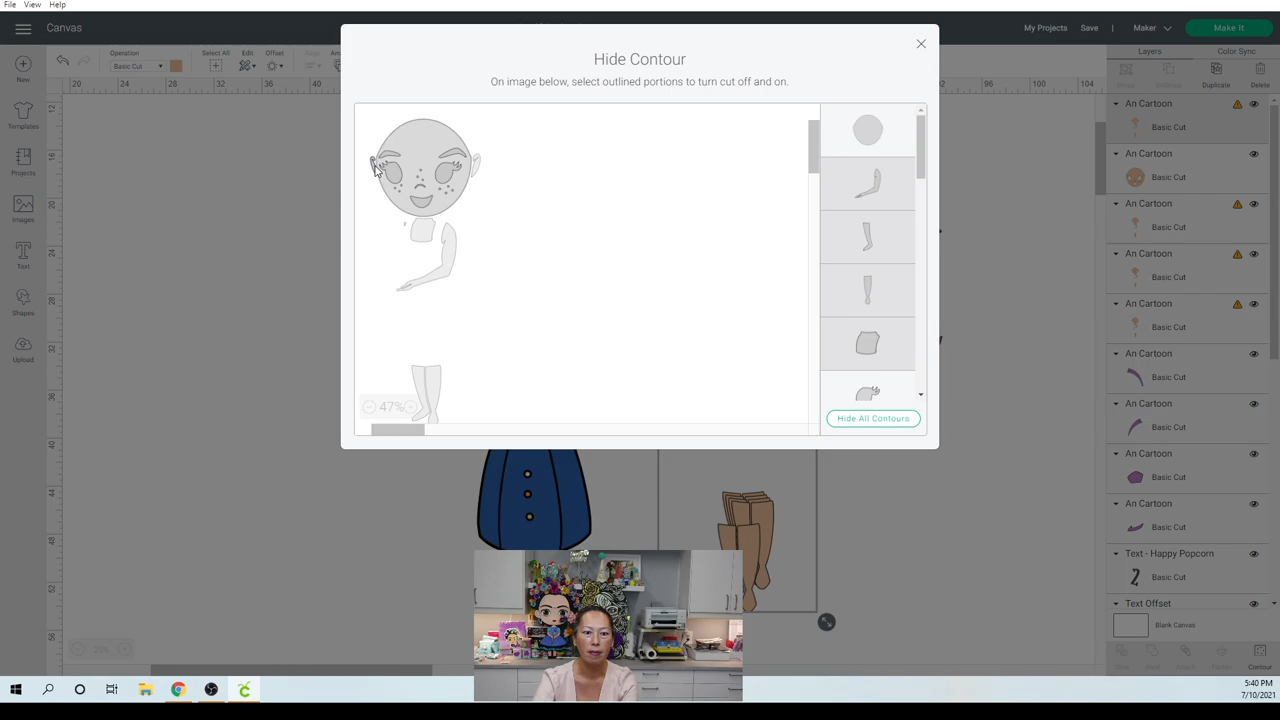 File View Help
Canvas
My Projects Save | Maker Make It
Operation
Basic Cut
Select All Edit Offset Align
Layers Color Sync
Hide Contour
On image below, select outlined portions to turn cut off and on.
Duplicate Delete
20 24 28 32 36 40 96 100 104
New
Templates
Projects
Images
Text
Shapes
Upload
12
16
20
24
28
32
36
40
44
48
52
56
An Cartoon
Basic Cut
An Cartoon
Basic Cut
An Cartoon
Basic Cut
An Cartoon
Basic Cut
An Cartoon
Basic Cut
An Cartoon
Basic Cut
An Cartoon
Basic Cut
An Cartoon
Basic Cut
An Cartoon
Basic Cut
Text - Happy Popcorn
Basic Cut
Text Offset
Blank Canvas
47%
Hide All Contours
Attach Flatten Contour
5:40 PM
7/10/2021